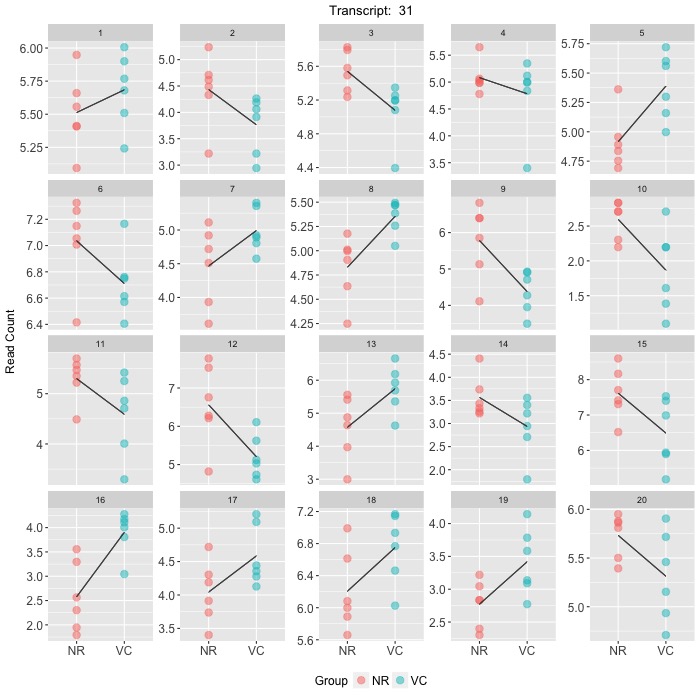 Transcript: 31
1 2 3 4 5
6.00 5.75 5.50 5.25
5.0 4.5 4.0 3.5 3.0
5.6 5.2 4.8 4.4
5.5 5.0 4.5 4.0 3.5
5.75 5.50 5.25 5.00 4.75
6 7 8 9 10
7.2 7.0 6.8 6.6 6.4
5.0 4.5 4.0
5.50 5.25 5.00 4.75 4.50 4.25
6 5 4
2.5 2.0 1.5
Read Count
11 12 13 14 15
5 4
7 6 5
6 5 4 3
4.5 4.0 3.5 3.0 2.5 2.0
8 7 6
16 17 18 19 20
4.0 3.5 3.0 2.5 2.0
5.0 4.5 4.0 3.5
7.2 6.8 6.4 6.0 5.6
4.0 3.5 3.0 2.5
6.0 5.5 5.0
NR VC NR VC NR VC NR VC NR VC
Group NR VC